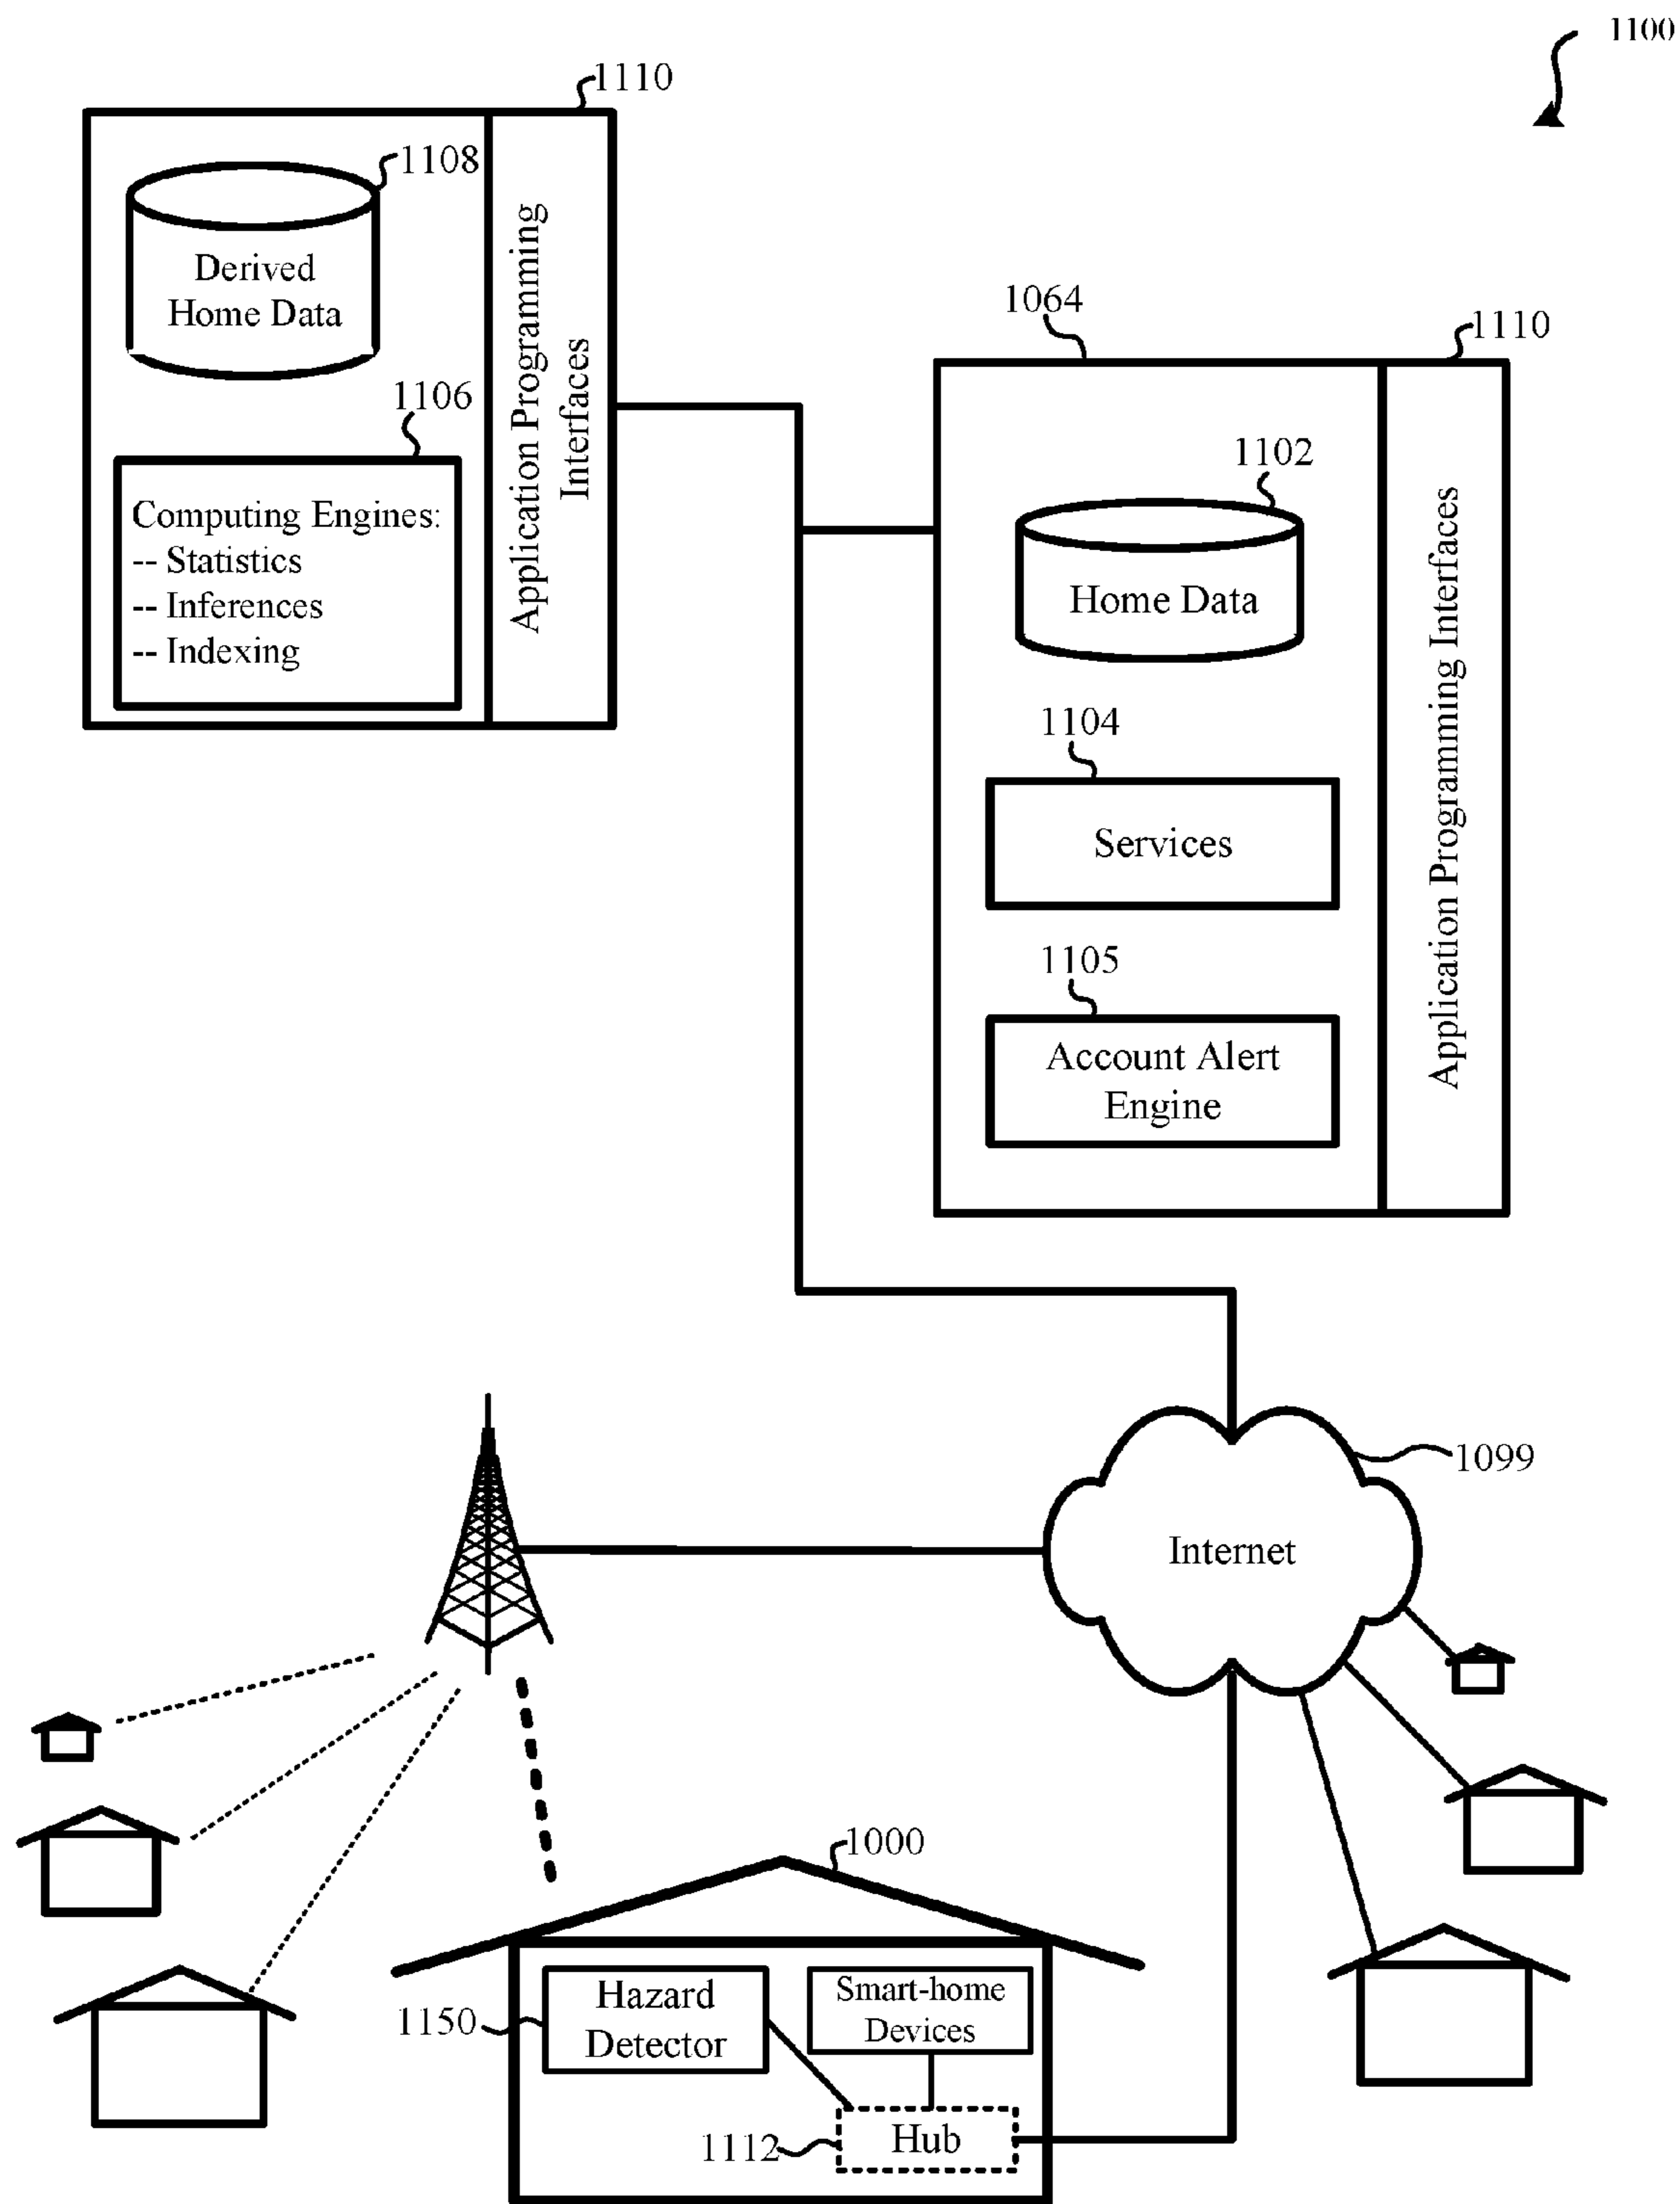 1100
1110
1108
Derived
Home Data
1106
Computing Engines:
-- Statistics
-- Inferences
-- Indexing
Application Programming
Interfaces
1064
1110
1102
Home Data
1104
Services
1105
Account Alert
Engine
Application Programming Interfaces
1099
Internet
1000
Hazard
Detector
1150
Smart-home
Devices
1112
Hub